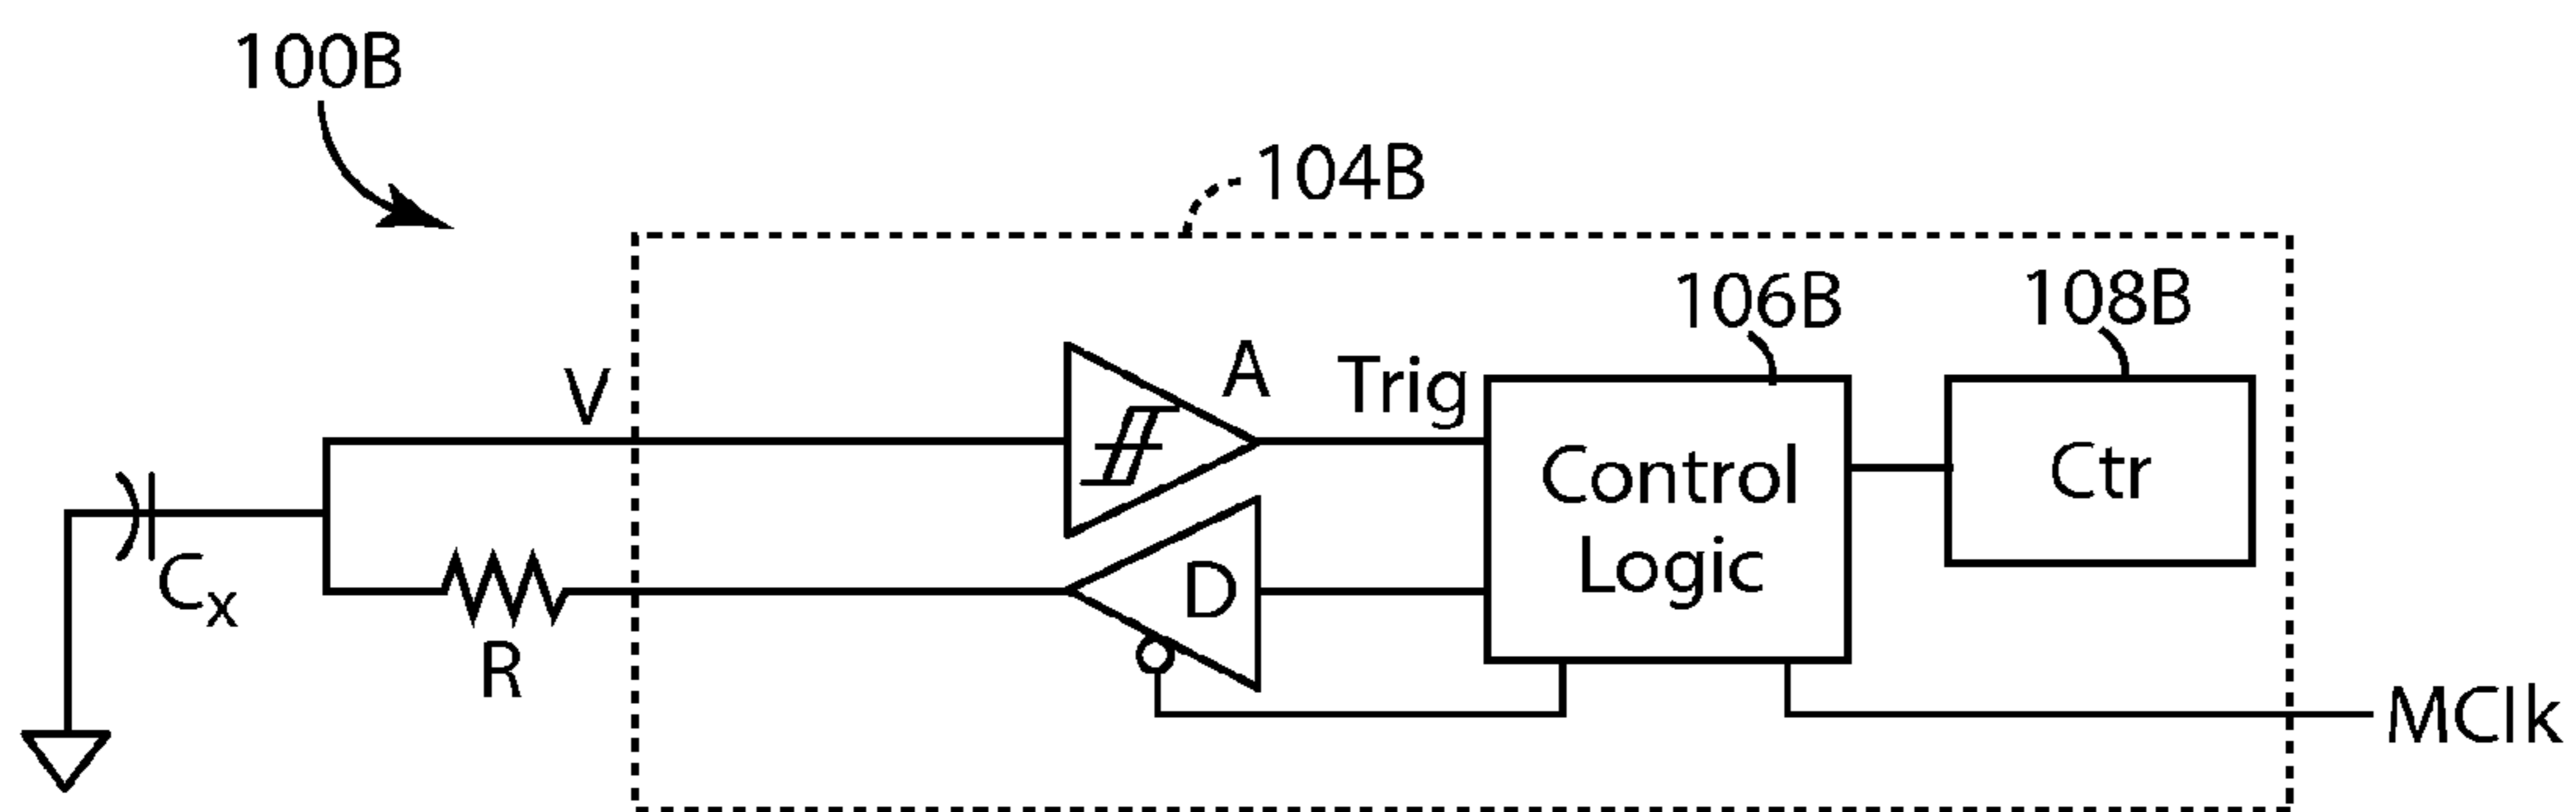 100B
104B
106B
108B
V
A
Trig
Control
Logic
Ctr
Cx
R
D
MClk